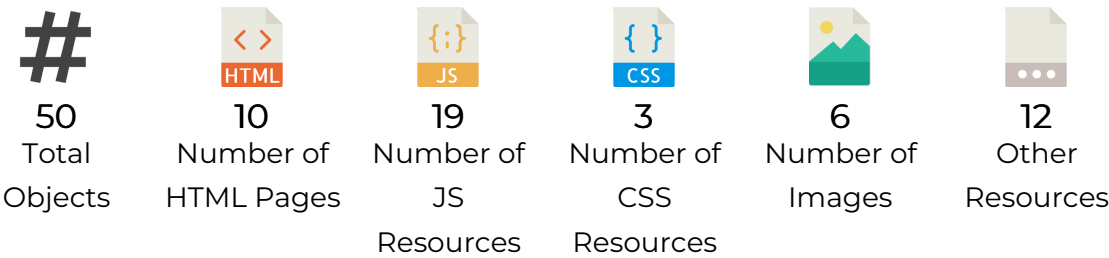 #
HTML
{;}
JS
{ }
CSS
50
10
19
3
6
12
Total
Objects
Number of
HTML Pages
Number of
JS
Resources
Number of
CSS
Resources
Number of
Images
Other
Resources